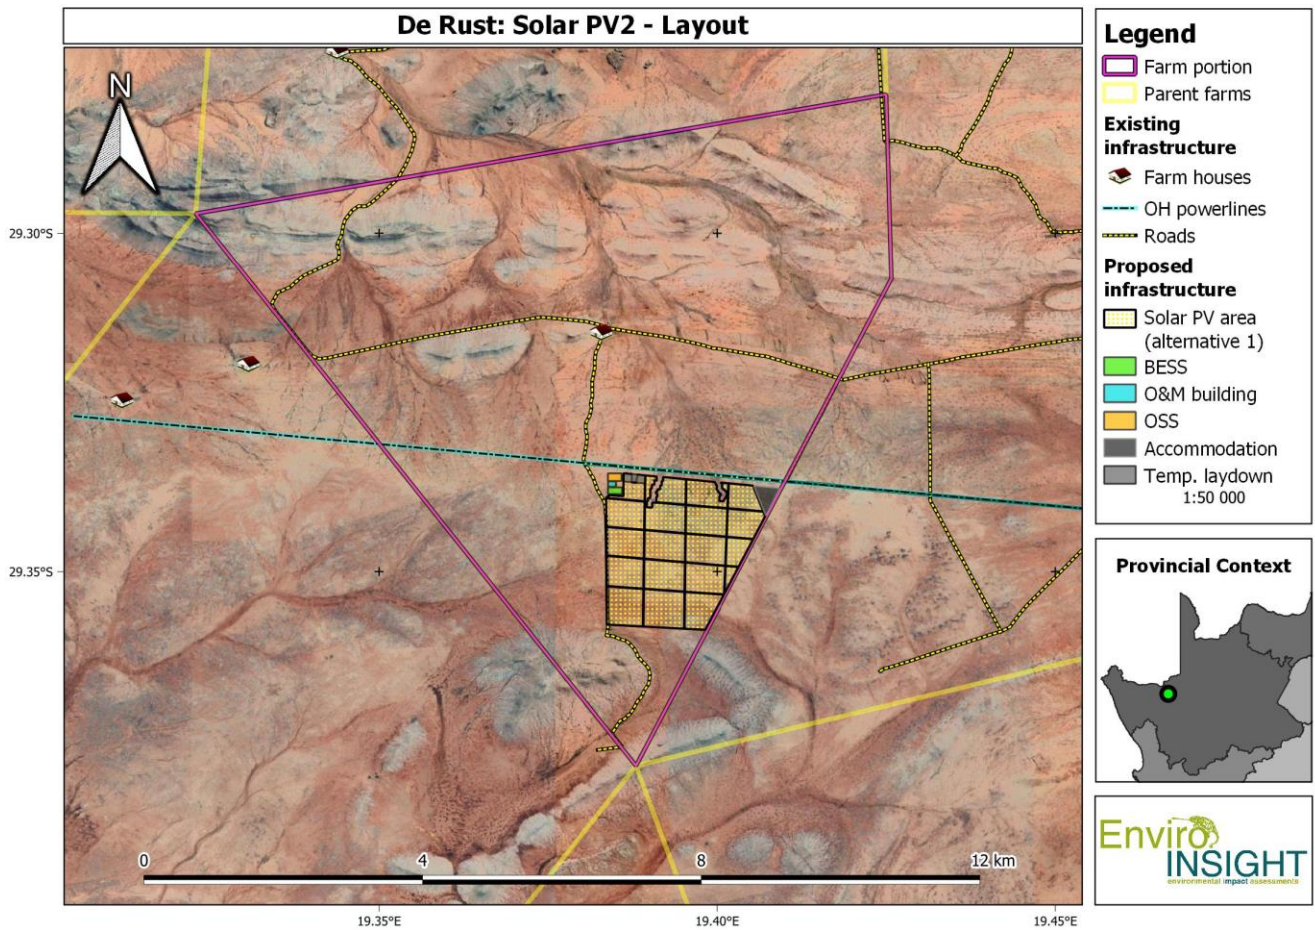 De Rust: Solar PV2 - Layout
N
29.30°S
29.35°S
0
4
8
12 km
19.35°E
19.40°E
19.45°E
Legend
Farm portion
Parent farms
Existing
infrastructure
Farm houses
OH powerlines
Roads
Proposed
infrastructure
Solar PV area
(alternative 1)
BESS
O&M building
OSS
Accommodation
Temp. laydown
1:50 000
Provincial Context
Enviro
INSIGHT
environmental impact assessments